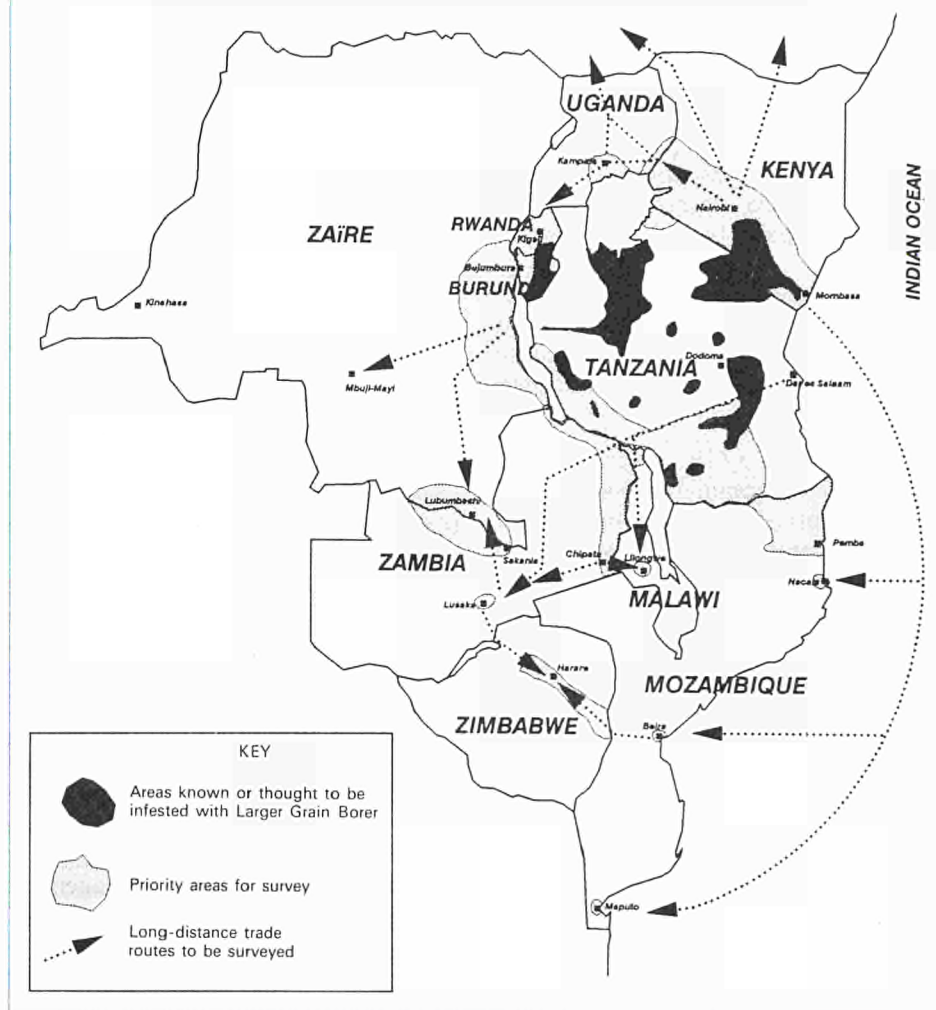 UGANDA
KENYA
INDIAN OCEAN
Kampala
Nairobi
RWANDA
Kigali
ZAÏRE
Bujumbura
BURUND
Mombasa
Kinshasa
Dodoma
TANZANIA
Dar es Salaam
Mbuji-Mayi
Lubumbashi
Pemba
Sakania
Chipata
Lilongwe
ZAMBIA
Nacala
MALAWI
Lusaka
Harare
MOZAMBIQUE
ZIMBABWE
Beira
Maputo
KEY
Areas known or thought to be
infested with Larger Grain Borer
Priority areas for survey
Long-distance trade
routes to be surveyed